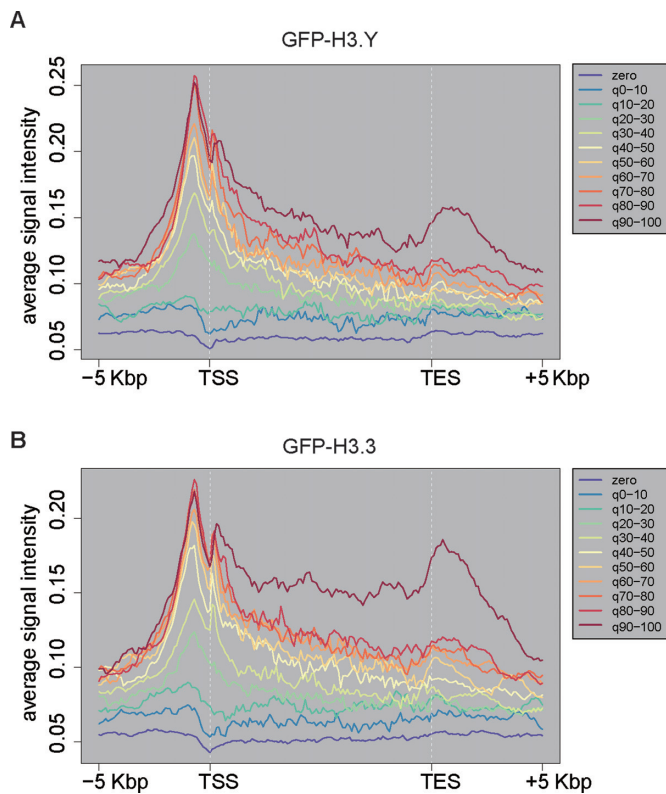 A
GFP-H3.Y
average signal intensity
0.25
0.20
0.15
0.10
0.05
−5 Kbp
TSS
TES
+5 Kbp
zero
q0−10
q10−20
q20−30
q30−40
q40−50
q50−60
q60−70
q70−80
q80−90
q90−100
B
GFP-H3.3
average signal intensity
0.20
0.15
0.10
0.05
−5 Kbp
TSS
TES
+5 Kbp
zero
q0−10
q10−20
q20−30
q30−40
q40−50
q50−60
q60−70
q70−80
q80−90
q90−100